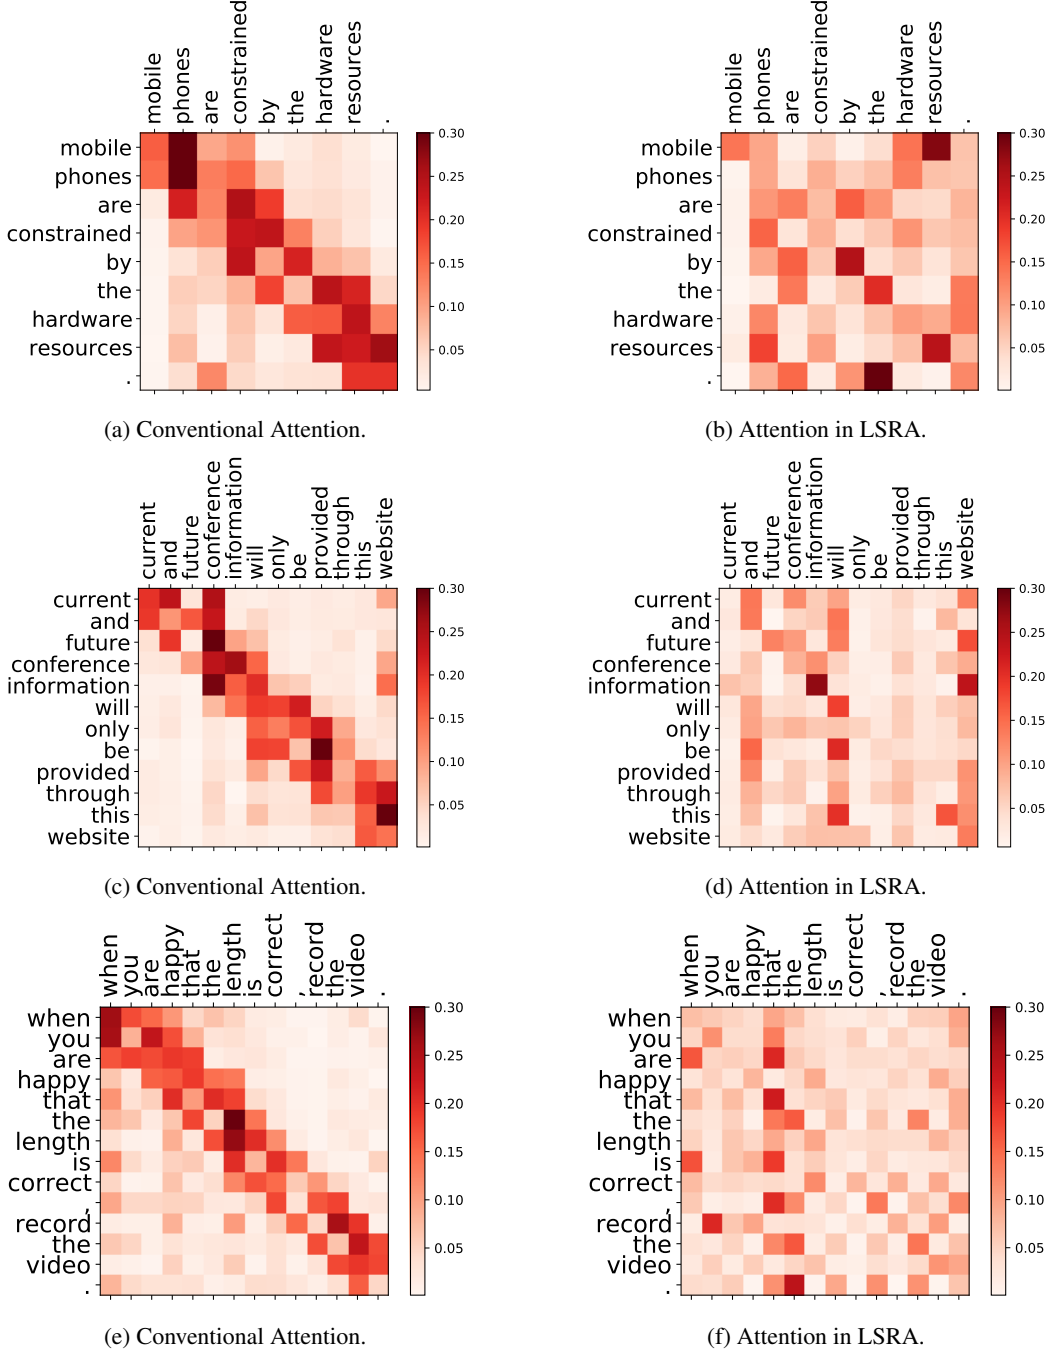 mobile phones are constrained by the hardware resources .
mobile
phones
are
constrained
by
the
hardware
resources
.
0.30
0.25
0.20
0.15
0.10
0.05
(a) Conventional Attention.
mobile phones are constrained by the hardware resources .
mobile
phones
are
constrained
by
the
hardware
resources
.
0.30
0.25
0.20
0.15
0.10
0.05
(b) Attention in LSRA.
current and future conference information will only be provided through this website
current
and
future
conference
information
will
only
be
provided
through
this
website
0.30
0.25
0.20
0.15
0.10
0.05
(c) Conventional Attention.
current and future conference information will only be provided through this website
current
and
future
conference
information
will
only
be
provided
through
this
website
0.30
0.25
0.20
0.15
0.10
0.05
(d) Attention in LSRA.
when you are happy that the length is correct , record the video .
when
you
are
happy
that
the
length
is
correct
,
record
the
video
.
0.30
0.25
0.20
0.15
0.10
0.05
(e) Conventional Attention.
when you are happy that the length is correct , record the video .
when
you
are
happy
that
the
length
is
correct
,
record
the
video
.
0.30
0.25
0.20
0.15
0.10
0.05
(f) Attention in LSRA.